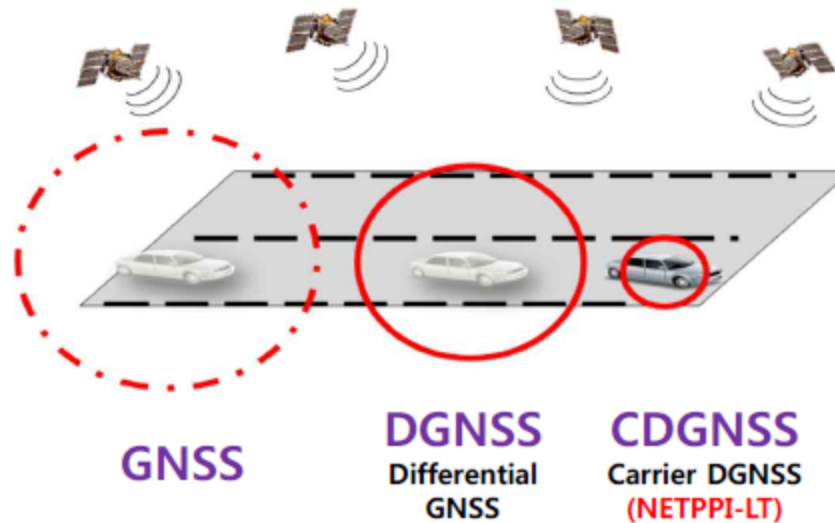 GNSS
DGNSS
Differential
GNSS
CDGNSS
Carrier DGNSS
(NETPPI-LT)